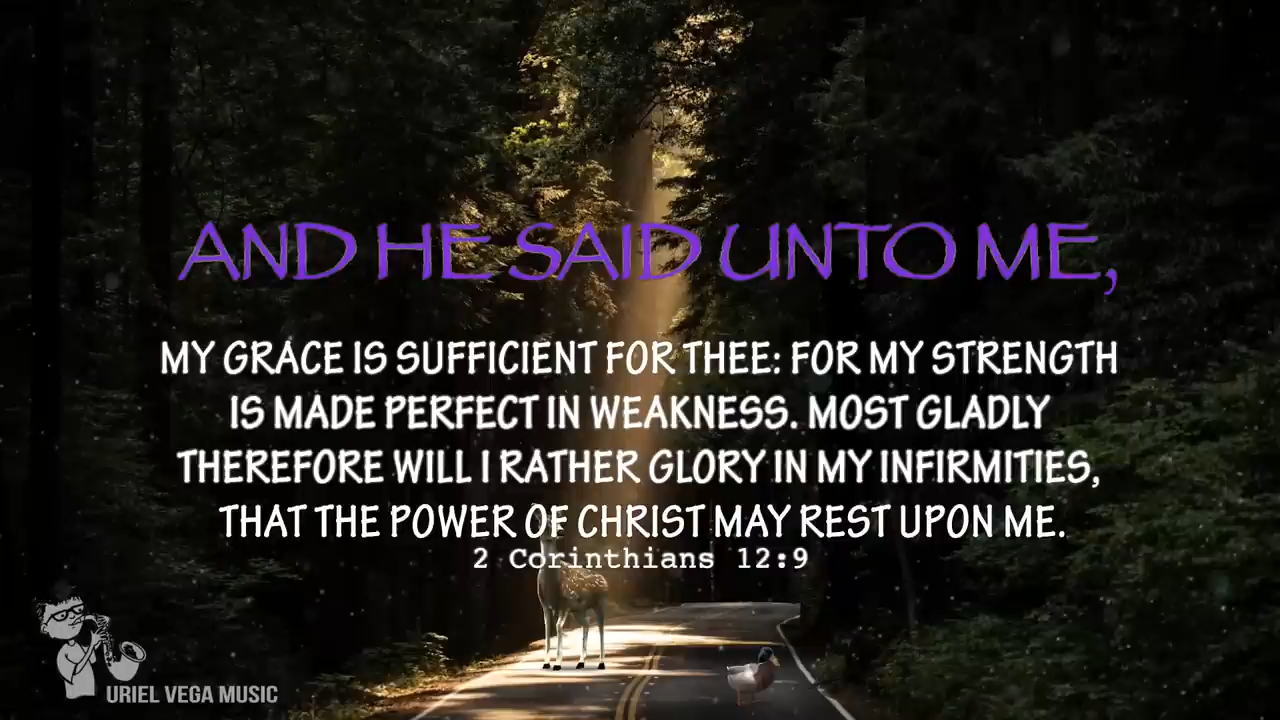 AND HE SAID UNTO ME,
MY GRACE IS SUFFICIENT FOR THEE: FOR MY STRENGTH
IS MADE PERFECT IN WEAKNESS. MOST GLADLY
THEREFORE WILL I RATHER GLORY IN MY INFIRMITIES,
THAT THE POWER OF CHRIST MAY REST UPON ME.
2 Corinthians 12:9
URIEL VEGA MUSIC